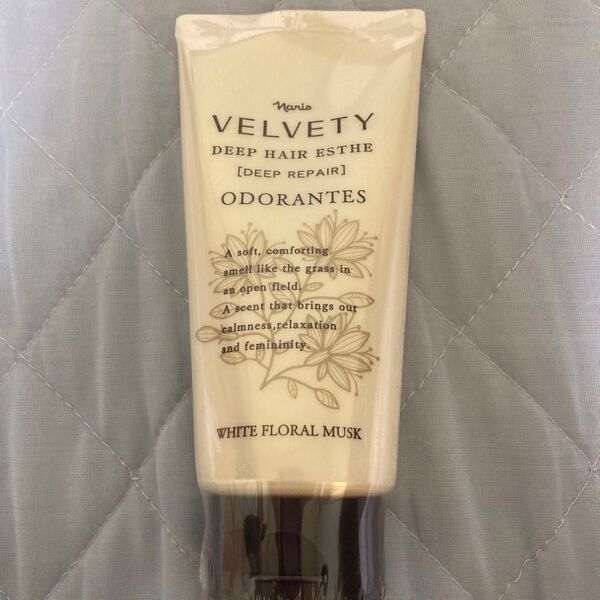 naris
VELVETY
DEEP HAIR ESTHE
[DEEP REPAIR]
ODORANTES
A soft, comforting
smell like the grass in
an open field.
A scent that brings out
calmness,relaxation
and femininity.
WHITE FLORAL MUSK